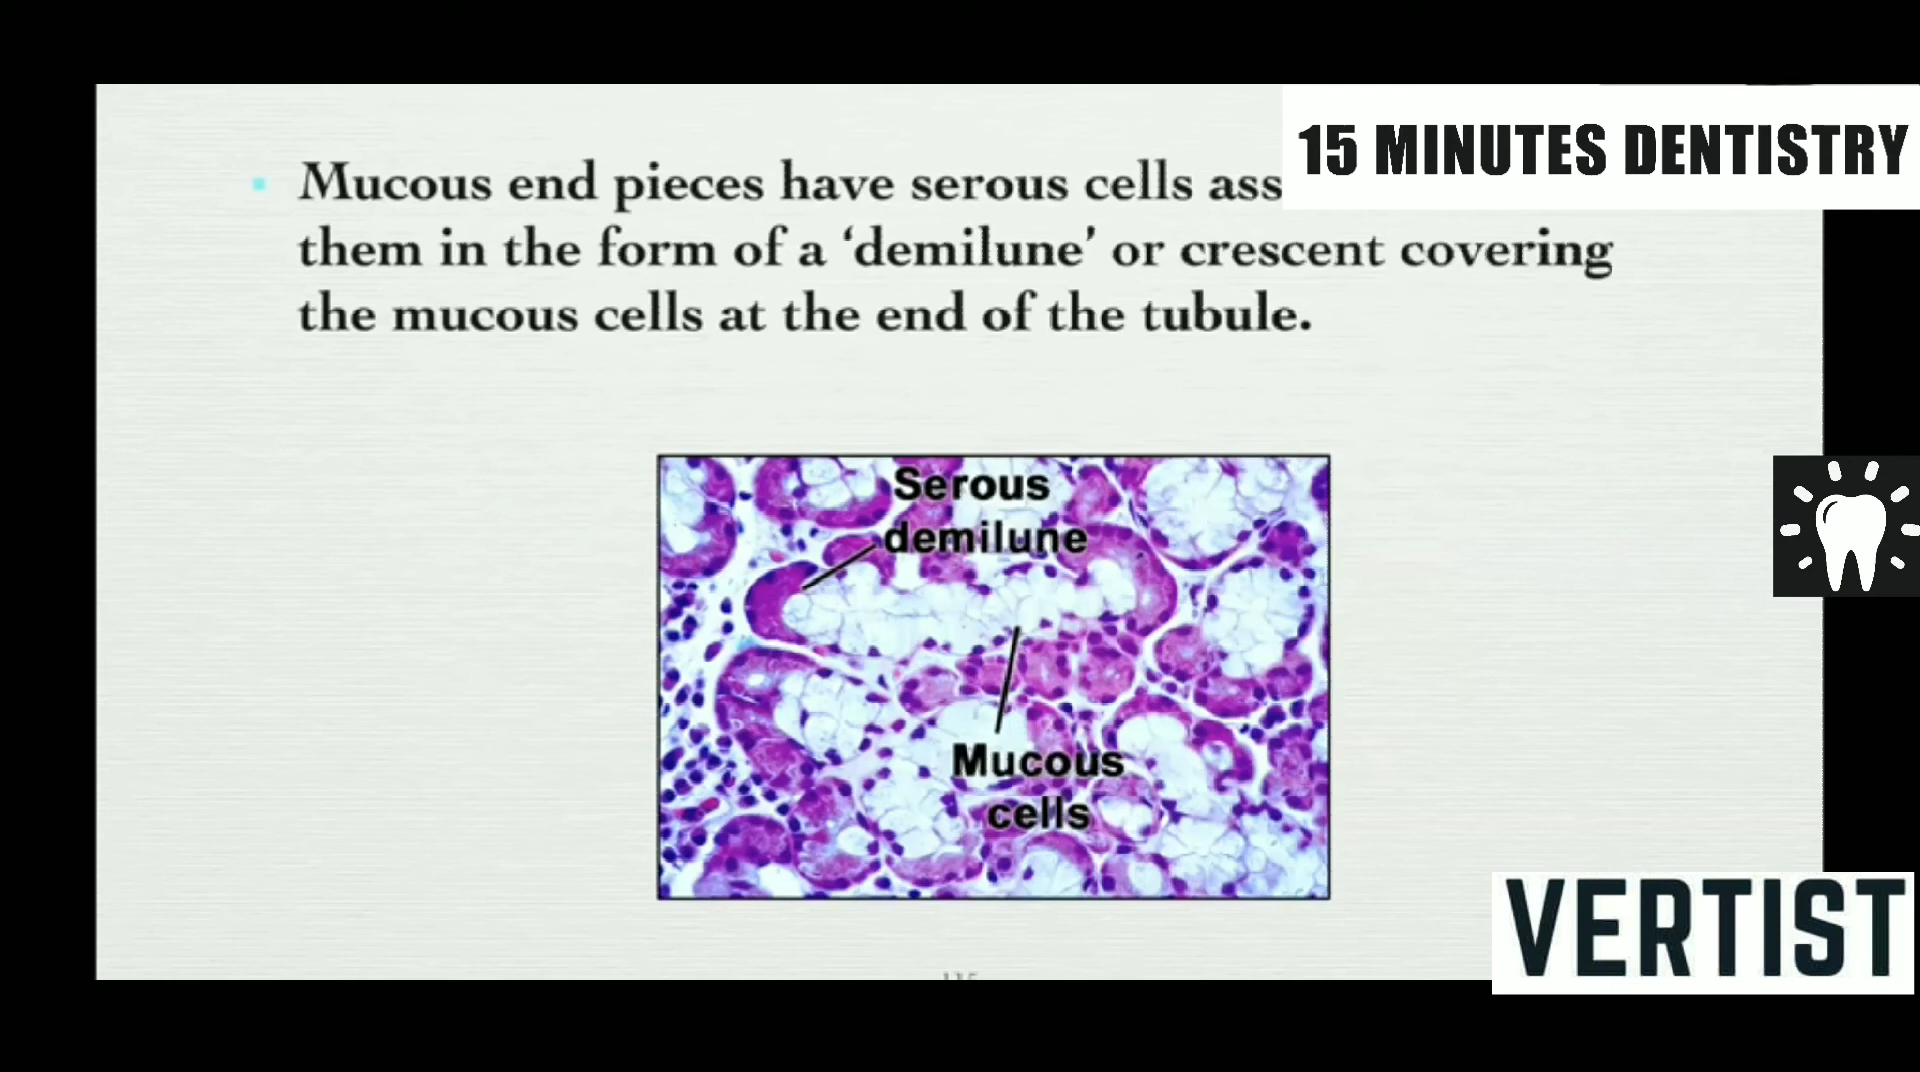 15 MINUTES DENTISTRY
Mucous end pieces have serous cells ass
them in the form of a ‘demilune’ or crescent covering
the mucous cells at the end of the tubule.
Serous
demilune
Mucous
cells
VERTIST